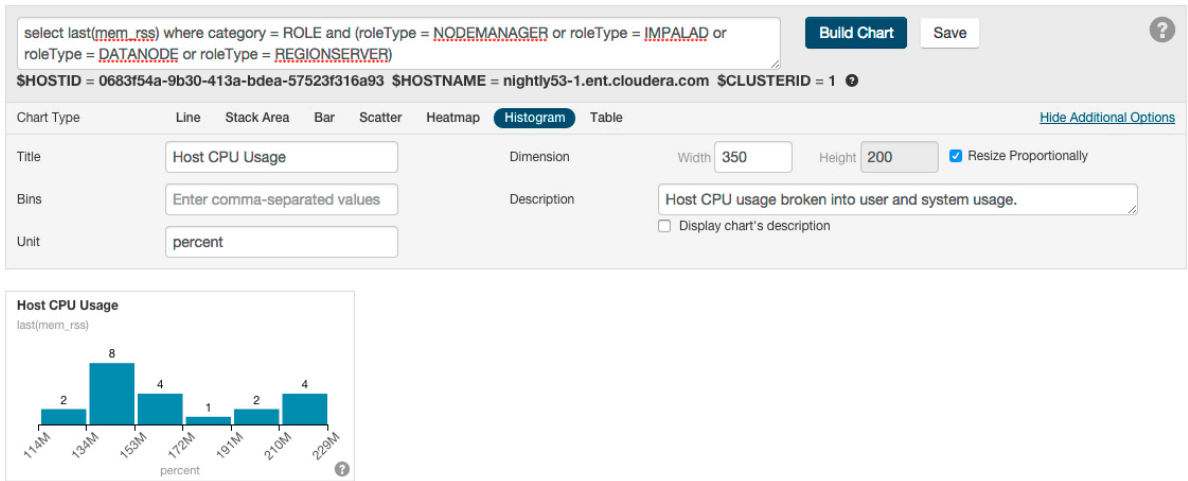 select last(mem_rss) where category = ROLE and (roleType = NODEMANAGER or roleType = IMPALAD or
roleType = DATANODE or roleType = REGIONSERVER)
Build Chart
Save
?
$HOSTID = 0683f54a-9b30-413a-bdea-57523f316a93 $HOSTNAME = nightly53-1.ent.cloudera.com $CLUSTERID = 1 ?
Chart Type Line Stack Area Bar Scatter Heatmap Histogram Table Hide Additional Options
Title Host CPU Usage Dimension Width 350 Height 200 Resize Proportionally
Bins Enter comma-separated values Description Host CPU usage broken into user and system usage.
Display chart's description
Unit percent
Host CPU Usage
last(mem_rss)
2 8 4 1 2 4
114M 134M 153M 172M 191M 210M 229M
percent
?